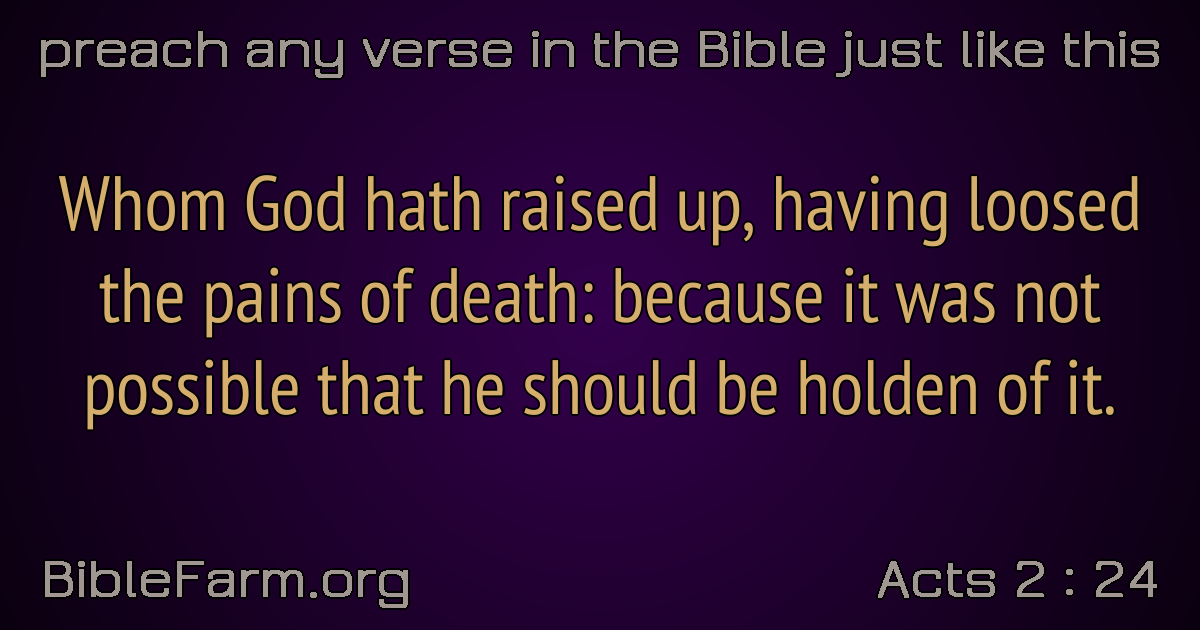 preach any verse in the Bible just like this
Whom God hath raised up, having loosed
the pains of death: because it was not
possible that he should be holden of it.
BibleFarm.org
Acts 2 : 24